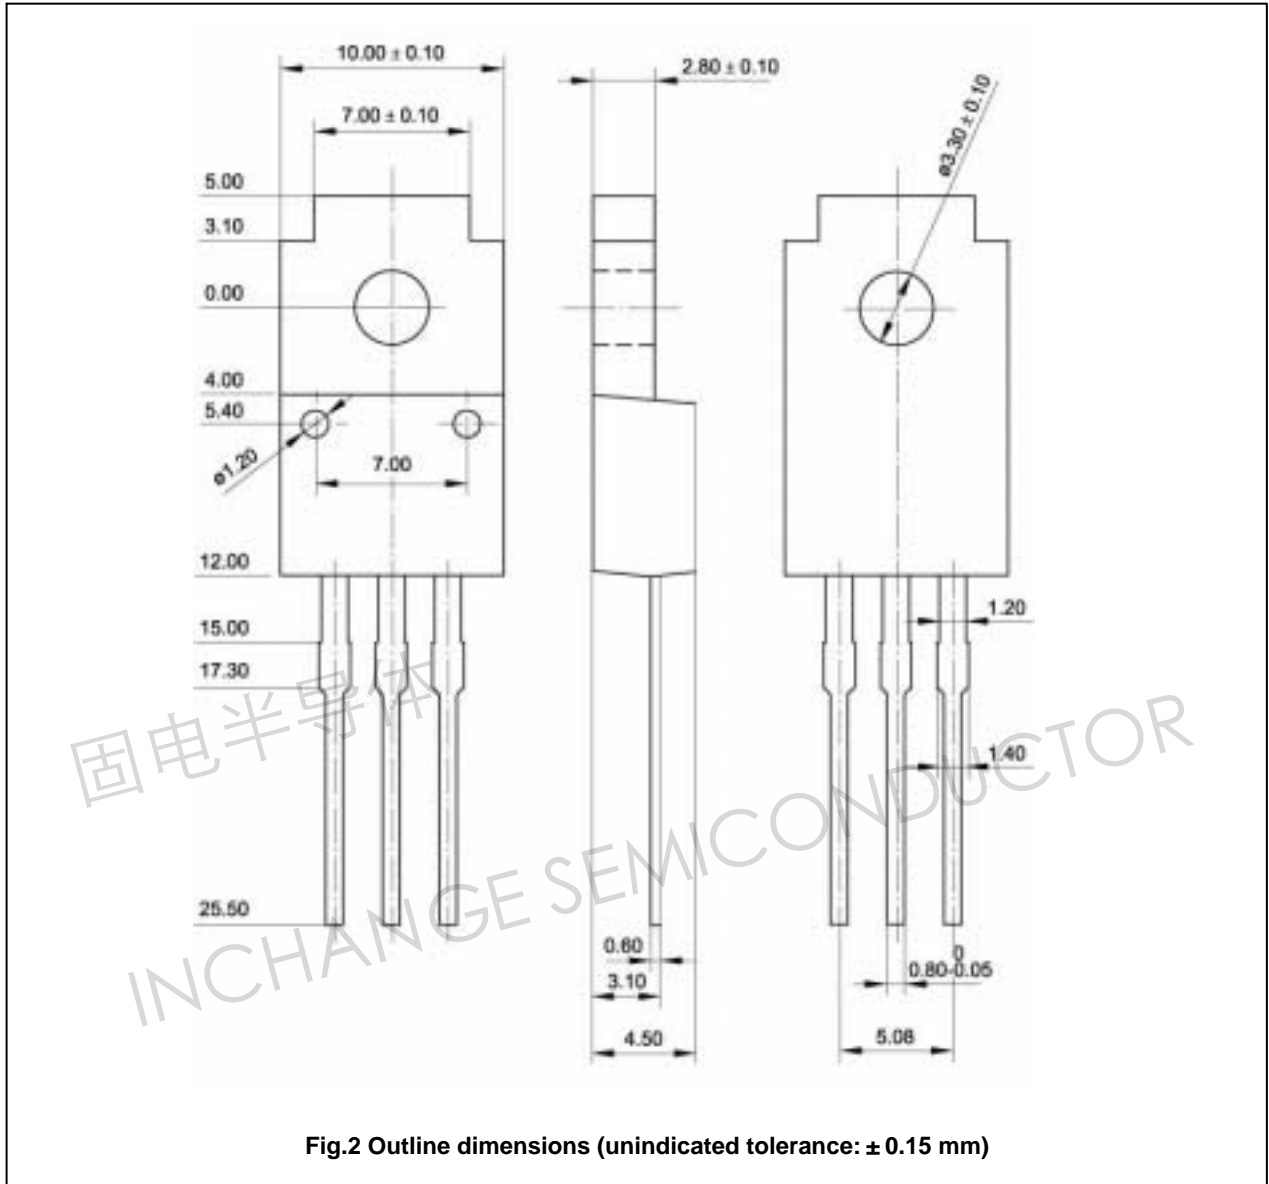 10.00 ± 0.10
2.80 ± 0.10
ø3.30 ± 0.10
7.00 ± 0.10
5.00
3.10
0.00
4.00
5.40
ø1.20
7.00
12.00
1.20
15.00
17.30
固电半导体
1.40
INCHANGE SEMICONDUCTOR
25.50
0.60
0
0.80-0.05
3.10
4.50
5.08
Fig.2 Outline dimensions (unindicated tolerance: ± 0.15 mm)